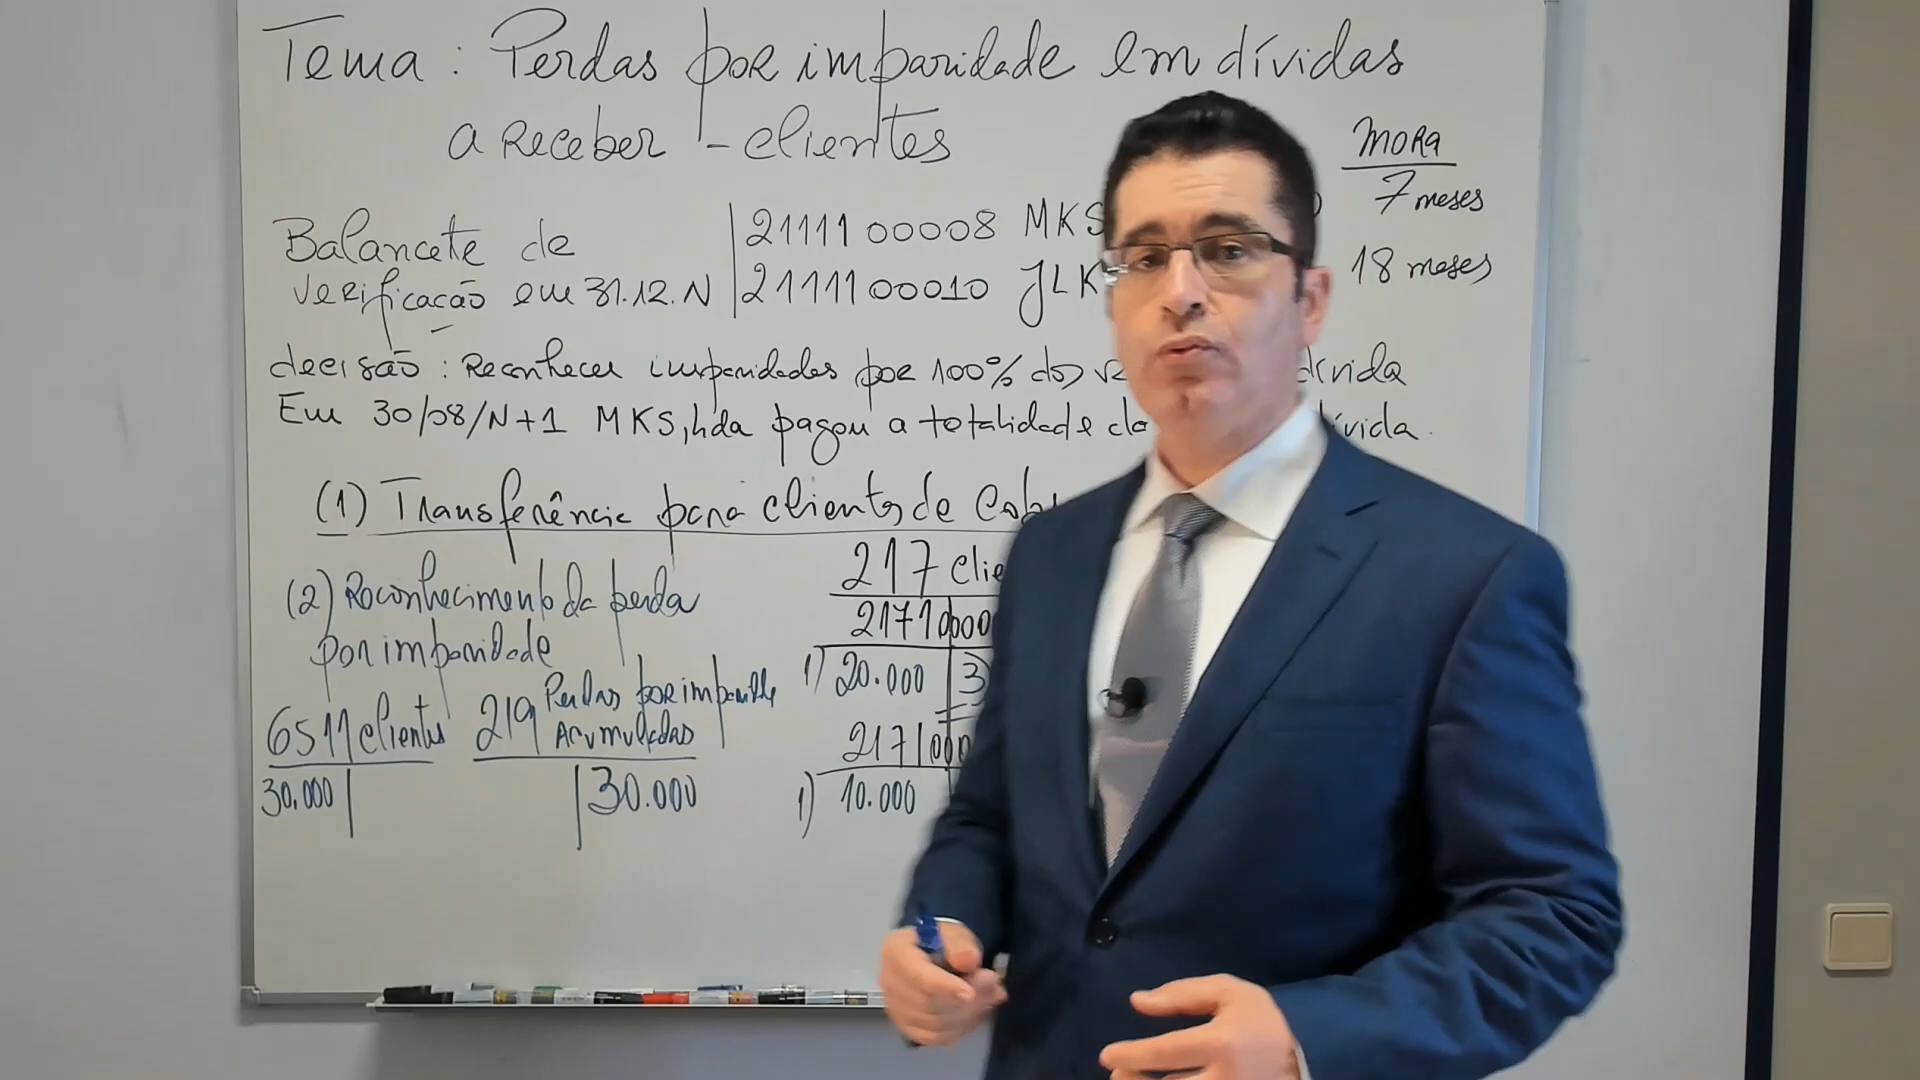 Tema: Perdas por imparidade em dívidas
a receber - clientes
MORA
7 meses
Balancete de
verificação em 31.12.N
21111 00008 MKS
21111 00010 JLK
18 meses
decisão: Reconhecer imparidades por 100% dos dívida
Em 30/08/N+1 MKS, Lda pagou a totalidade da dívida.
(1) Transferência para clientes de
217
21710000
1) 20.000 3)
(2) Reconhecimento da perda
por imparidade
6511 clientes
30.000
219 Perdas por imparidade
Acumuladas
30.000
1) 10.000